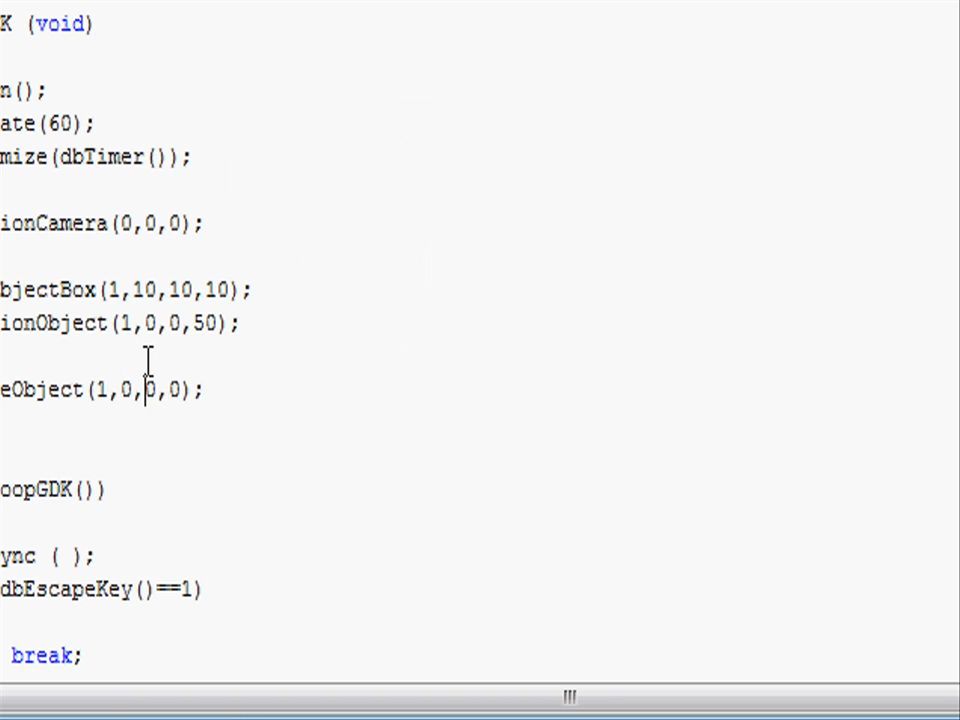 K (void)
n();
ate(60);
mize(dbTimer());
ionCamera(0,0,0);
bjectBox(1,10,10,10);
ionObject(1,0,0,50);
eObject(1,0,0,0);
oopGDK())
ync ( );
dbEscapeKey()==1)
break;